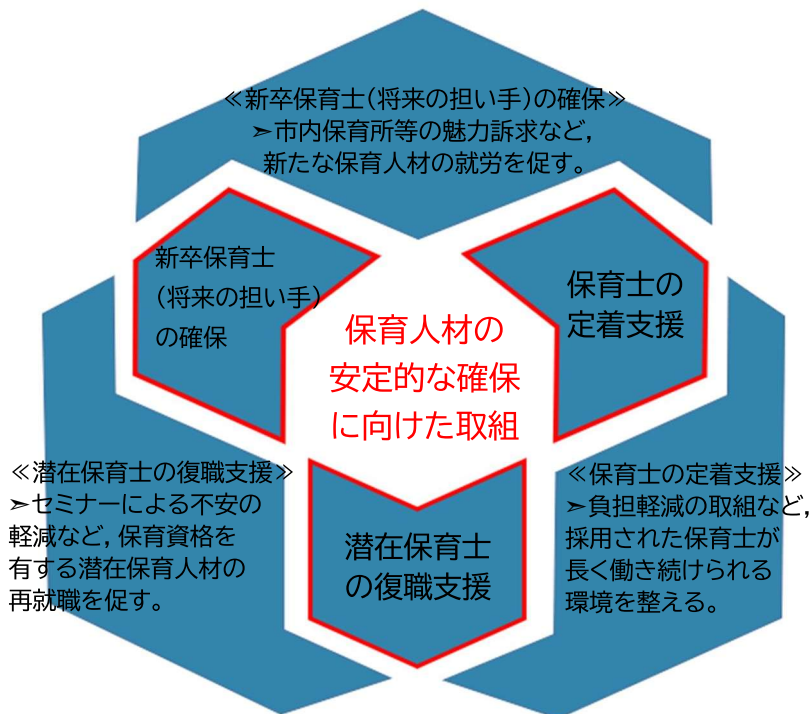 ≪新卒保育士(将来の担い手)の確保≫
➣市内保育所等の魅力訴求など,
新たな保育人材の就労を促す。
新卒保育士
(将来の担い手)
の確保
保育士の
定着支援
保育人材の
安定的な確保
に向けた取組
≪潜在保育士の復職支援≫
➣セミナーによる不安の
軽減など,保育資格を
有する潜在保育人材の
再就職を促す。
潜在保育士
の復職支援
≪保育士の定着支援≫
➣負担軽減の取組など,
採用された保育士が
長く働き続けられる
環境を整える。